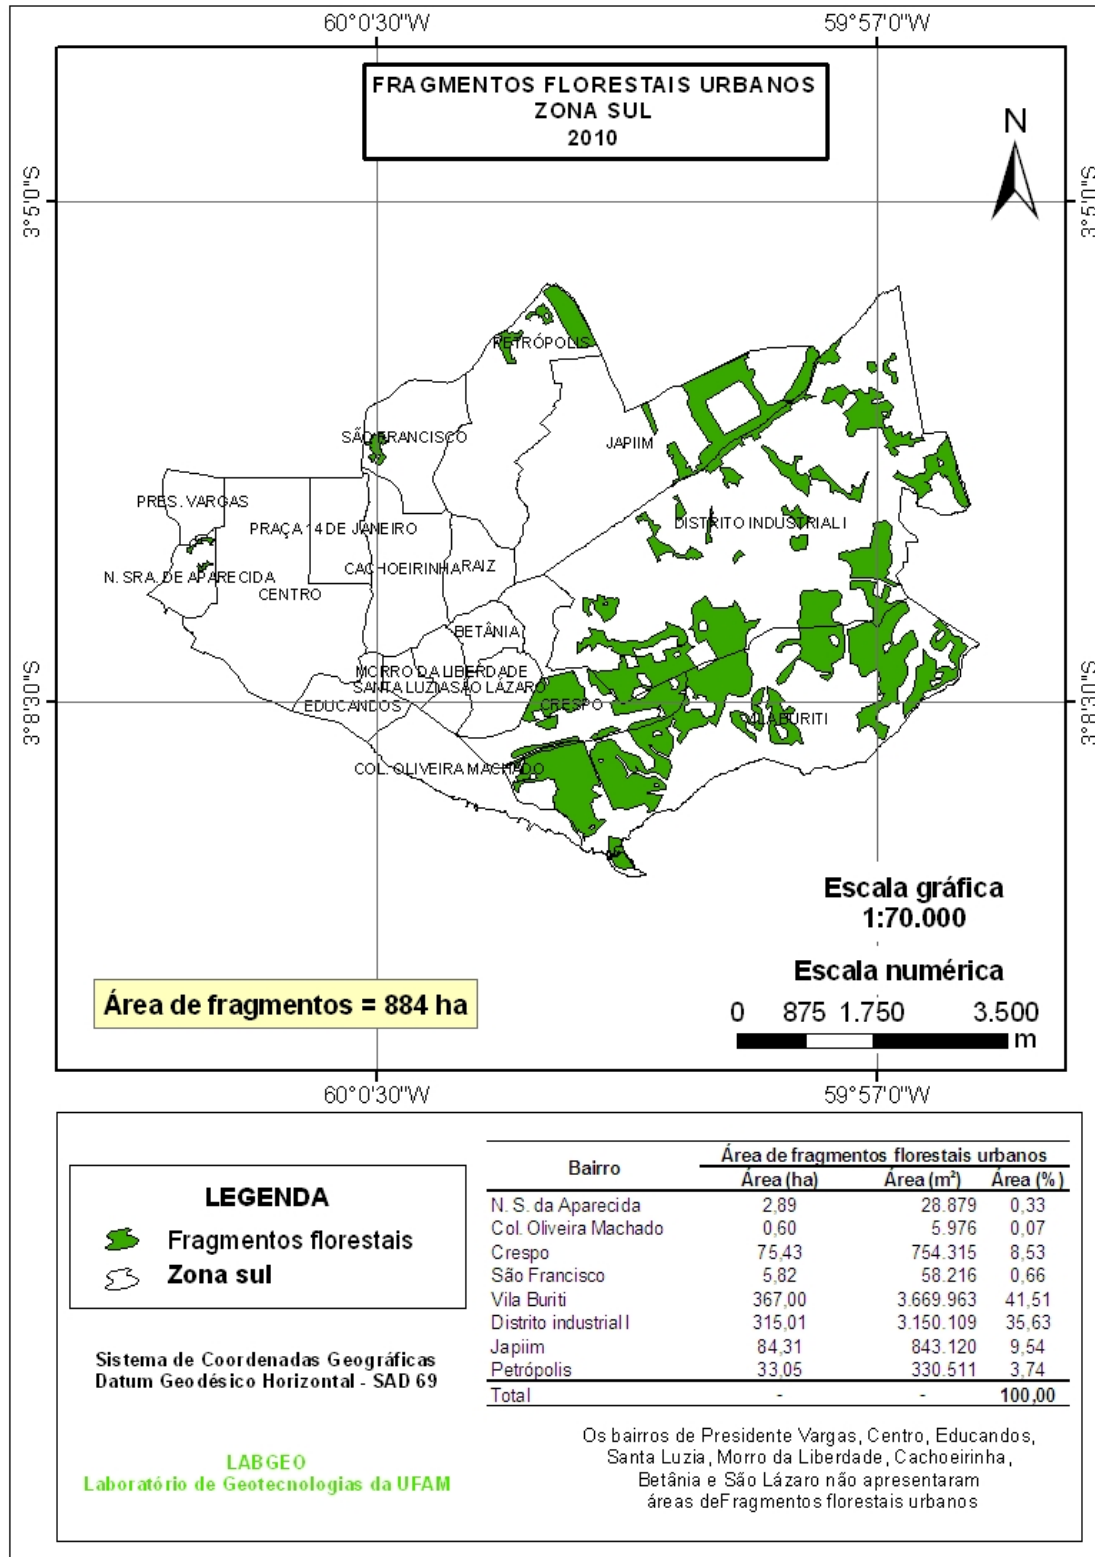 60°0'30"W 59°57'0"W
FRAGMENTOS FLORESTAIS URBANOS
ZONA SUL
2010
N
3°5'0"S 3°5'0"S
PETRÓPOLIS
SÃO FRANCISCO
JAPIIM
PRES. VARGAS
PRAÇA 14 DE JANEIRO
DISTRITO INDUSTRIAL I
CACHOEIRINHA RAIZ
N. SRA. DE APARECIDA
CENTRO
BETÂNIA
MORRO DA LIBERDADE
SANTA LUZIA SÃO LÁZARO
EDUCANDOS CRESPO
3°8'30"S 3°8'30"S
VILA BURITI
COL. OLIVEIRA MACHADO
Escala gráfica
1:70.000
Escala numérica
0 875 1.750 3.500
m
Área de fragmentos = 884 ha
60°0'30"W 59°57'0"W
LEGENDA
Fragmentos florestais
Zona sul
Sistema de Coordenadas Geográficas
Datum Geodésico Horizontal - SAD 69
LABGEO
Laboratório de Geotecnologias da UFAM
Bairro Área de fragmentos florestais urbanos
Área (ha) Área (m²) Área (%)
N. S. da Aparecida 2,89 28.879 0,33
Col. Oliveira Machado 0,60 5.976 0,07
Crespo 75,43 754.315 8,53
São Francisco 5,82 58.216 0,66
Vila Buriti 367,00 3.669.963 41,51
Distrito industrial I 315,01 3.150.109 35,63
Japiim 84,31 843.120 9,54
Petrópolis 33,05 330.511 3,74
Total - - 100,00
Os bairros de Presidente Vargas, Centro, Educandos,
Santa Luzia, Morro da Liberdade, Cachoeirinha,
Betânia e São Lázaro não apresentaram
áreas deFragmentos florestais urbanos